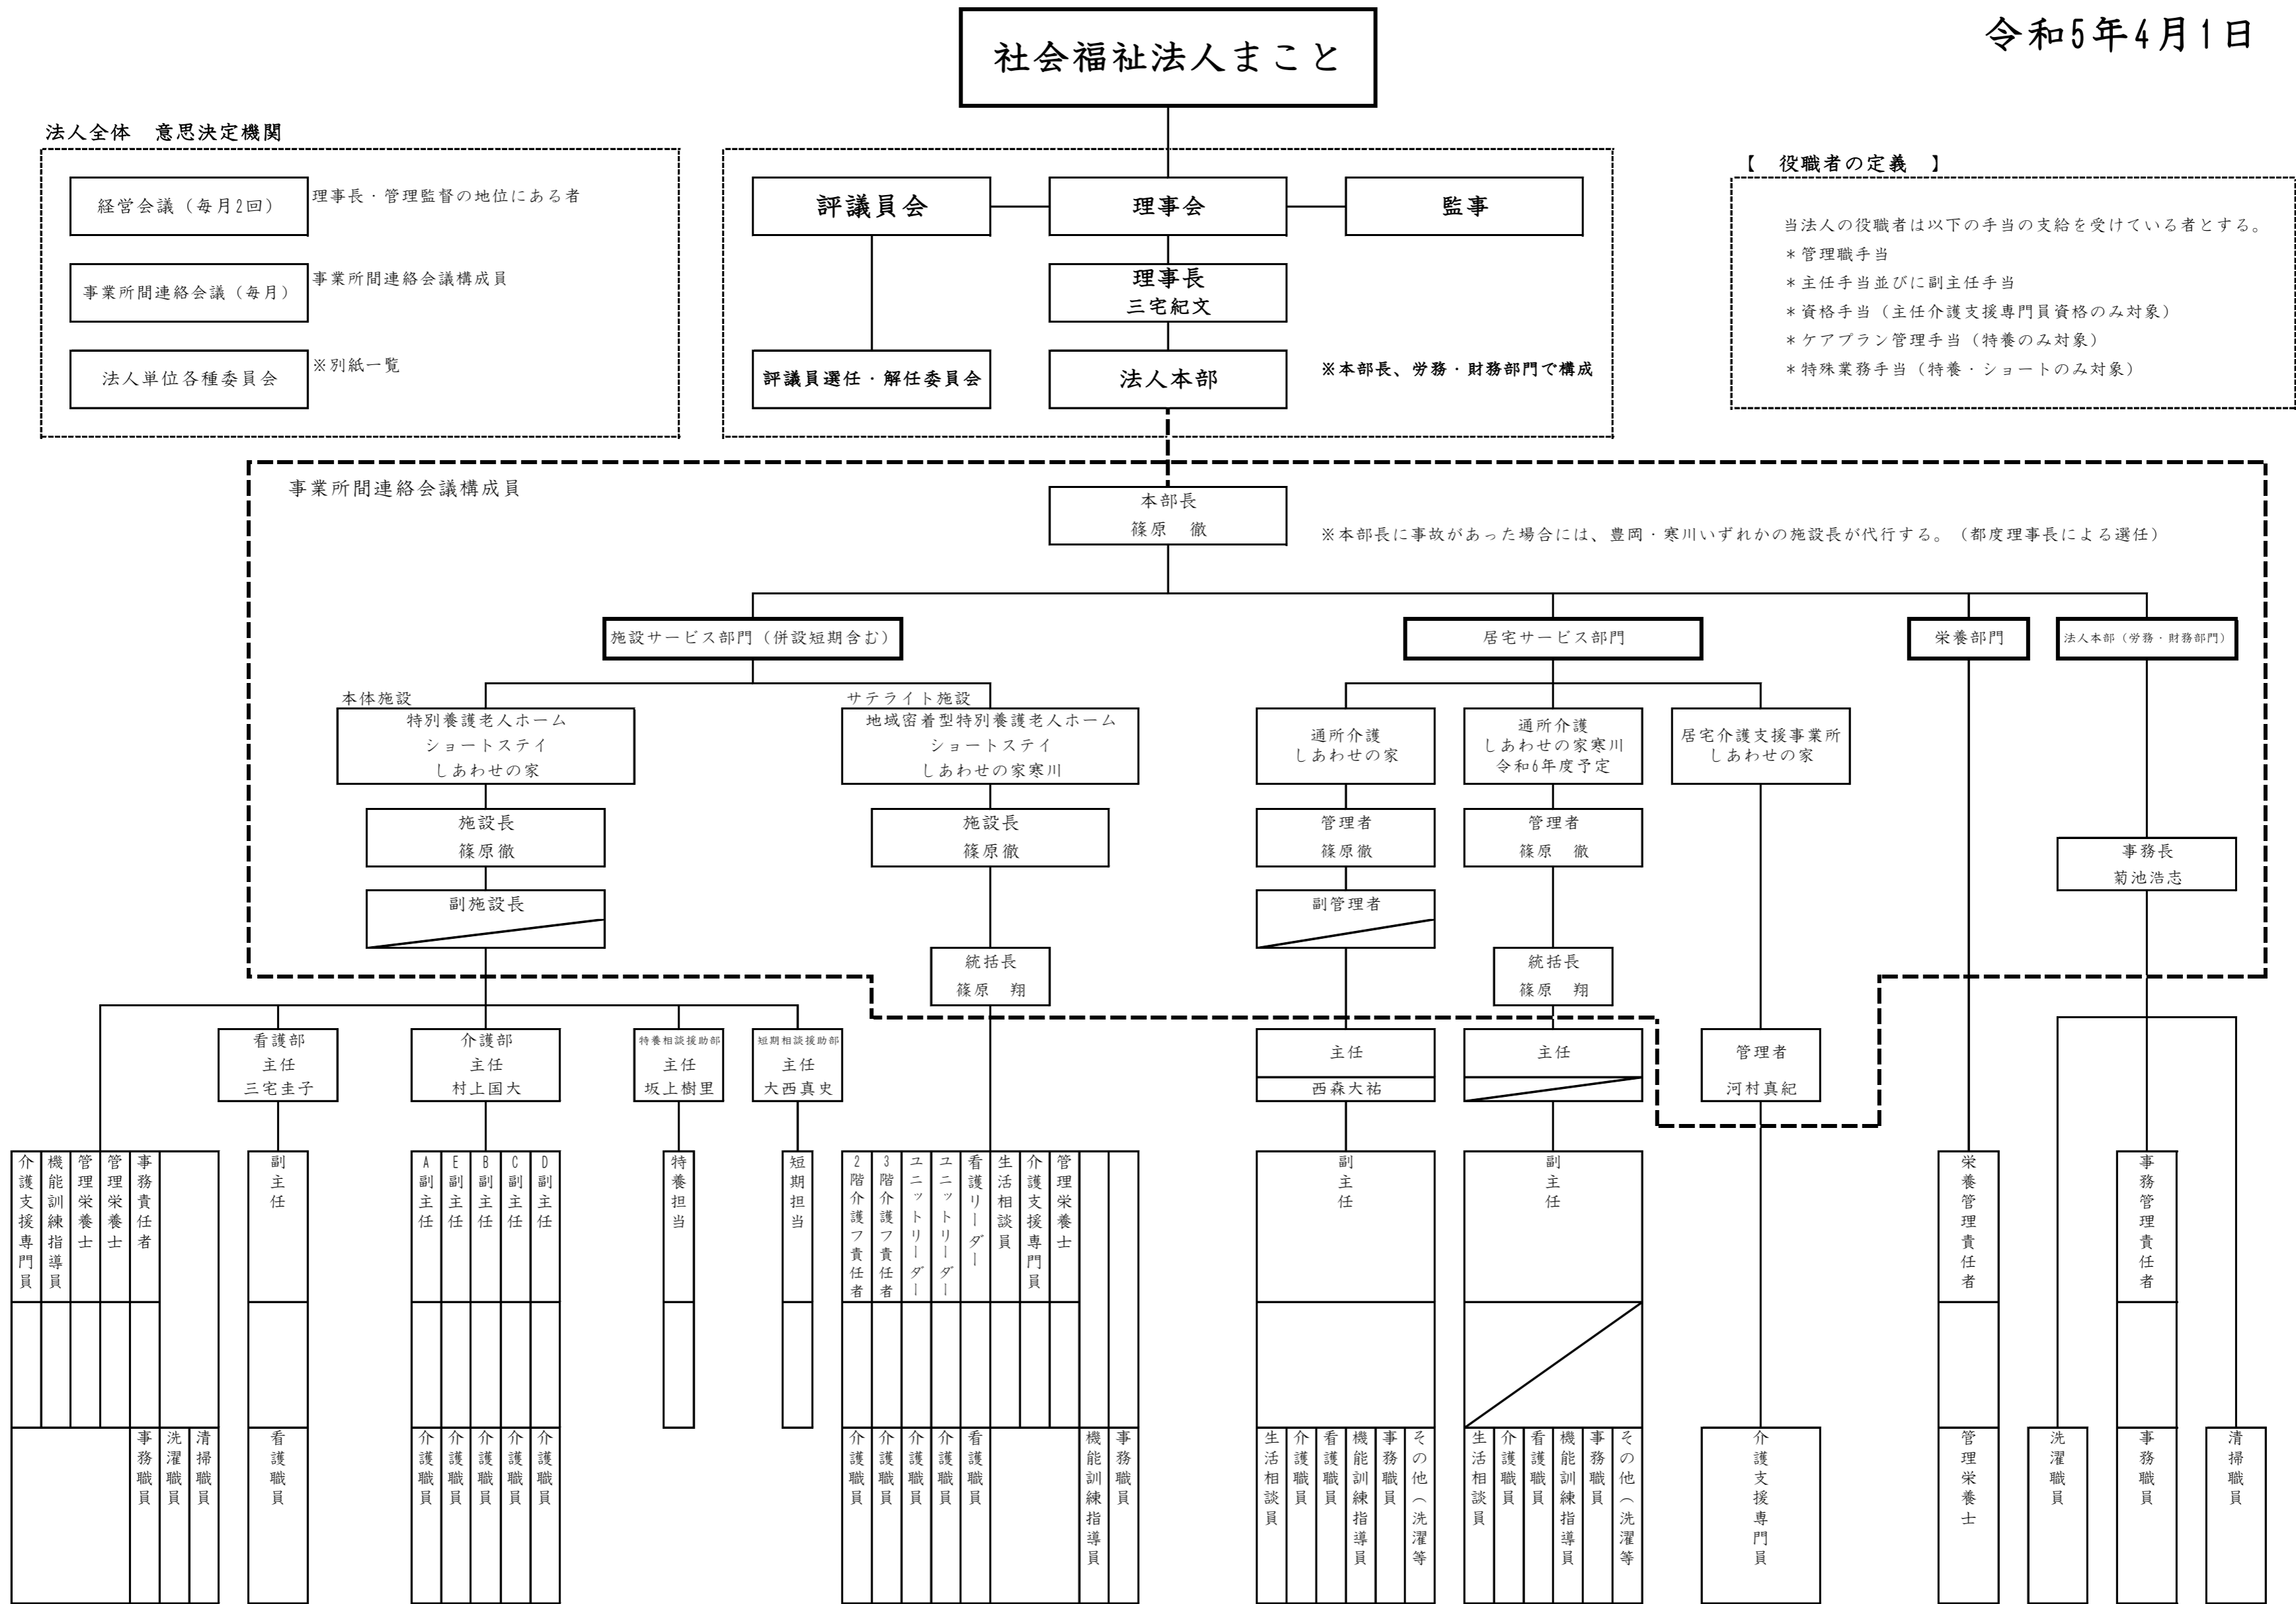 令和5年4月1日
社会福祉法人まこと
法人全体　意思決定機関
経営会議（毎月2回）
理事長・管理監督の地位にある者
事業所間連絡会議（毎月）
事業所間連絡会議構成員
法人単位各種委員会
※別紙一覧
評議員会
理事会
監事
理事長
三宅紀文
評議員選任・解任委員会
法人本部
※本部長、労務・財務部門で構成
【　役職者の定義　】
当法人の役職者は以下の手当の支給を受けている者とする。
＊管理職手当
＊主任手当並びに副主任手当
＊資格手当（主任介護支援専門員資格のみ対象）
＊ケアプラン管理手当（特養のみ対象）
＊特殊業務手当（特養・ショートのみ対象）
事業所間連絡会議構成員
本部長
篠原　徹
※本部長に事故があった場合には、豊岡・寒川いずれかの施設長が代行する。（都度理事長による選任）
施設サービス部門（併設短期含む）
居宅サービス部門
栄養部門
法人本部（労務・財務部門）
本体施設
特別養護老人ホーム
ショートステイ
しあわせの家
サテライト施設
地域密着型特別養護老人ホーム
ショートステイ
しあわせの家寒川
通所介護
しあわせの家
通所介護
しあわせの家寒川
令和6年度予定
居宅介護支援事業所
しあわせの家
施設長
篠原徹
施設長
篠原徹
管理者
篠原徹
管理者
篠原　徹
事務長
菊池浩志
副施設長
副管理者
統括長
篠原　翔
統括長
篠原　翔
看護部
主任
三宅圭子
介護部
主任
村上国大
特養相談援助部
主任
坂上樹里
短期相談援助部
主任
大西真史
主任
西森大祐
主任
管理者
河村真紀
介護支援専門員
機能訓練指導員
管理栄養士
管理栄養士
事務責任者
副主任
A副主任
E副主任
B副主任
C副主任
D副主任
特養担当
短期担当
2階介護フ責任者
3階介護フ責任者
ユニットリーダー
ユニットリーダー
看護リーダー
生活相談員
介護支援専門員
管理栄養士
副主任
副主任
栄養管理責任者
事務管理責任者
事務職員
洗濯職員
清掃職員
看護職員
介護職員
介護職員
介護職員
介護職員
介護職員
介護職員
介護職員
介護職員
介護職員
看護職員
機能訓練指導員
事務職員
生活相談員
介護職員
看護職員
機能訓練指導員
事務職員
その他（洗濯等
生活相談員
介護職員
看護職員
機能訓練指導員
事務職員
その他（洗濯等
介護支援専門員
管理栄養士
洗濯職員
事務職員
清掃職員